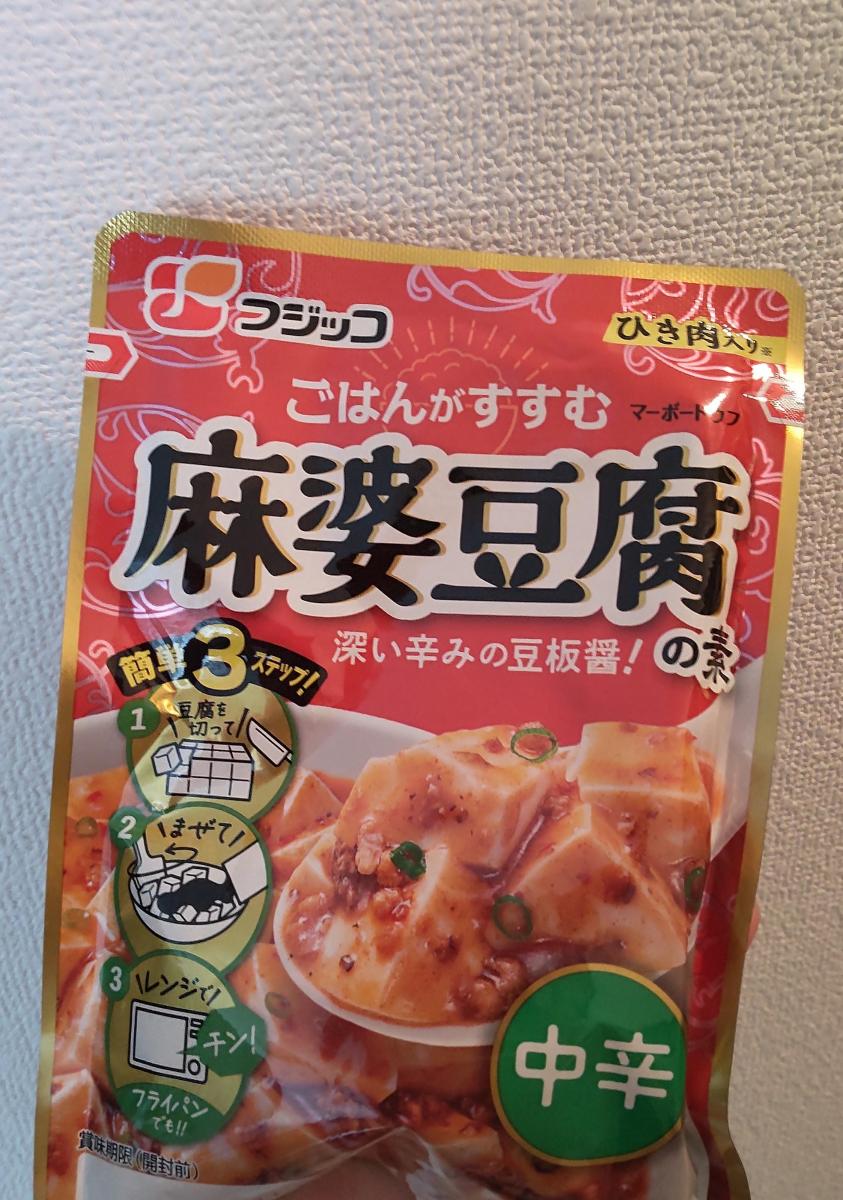 フジッコ
ひき肉入り※
ごはんがすすむ
マーボードウフ
麻婆豆腐
の素
深い辛みの豆板醤!
簡単3ステップ!
1
豆腐を
切って
2
まぜて
3
レンジで
チン!
フライパン
でも!!
中辛
賞味期限(開封前)